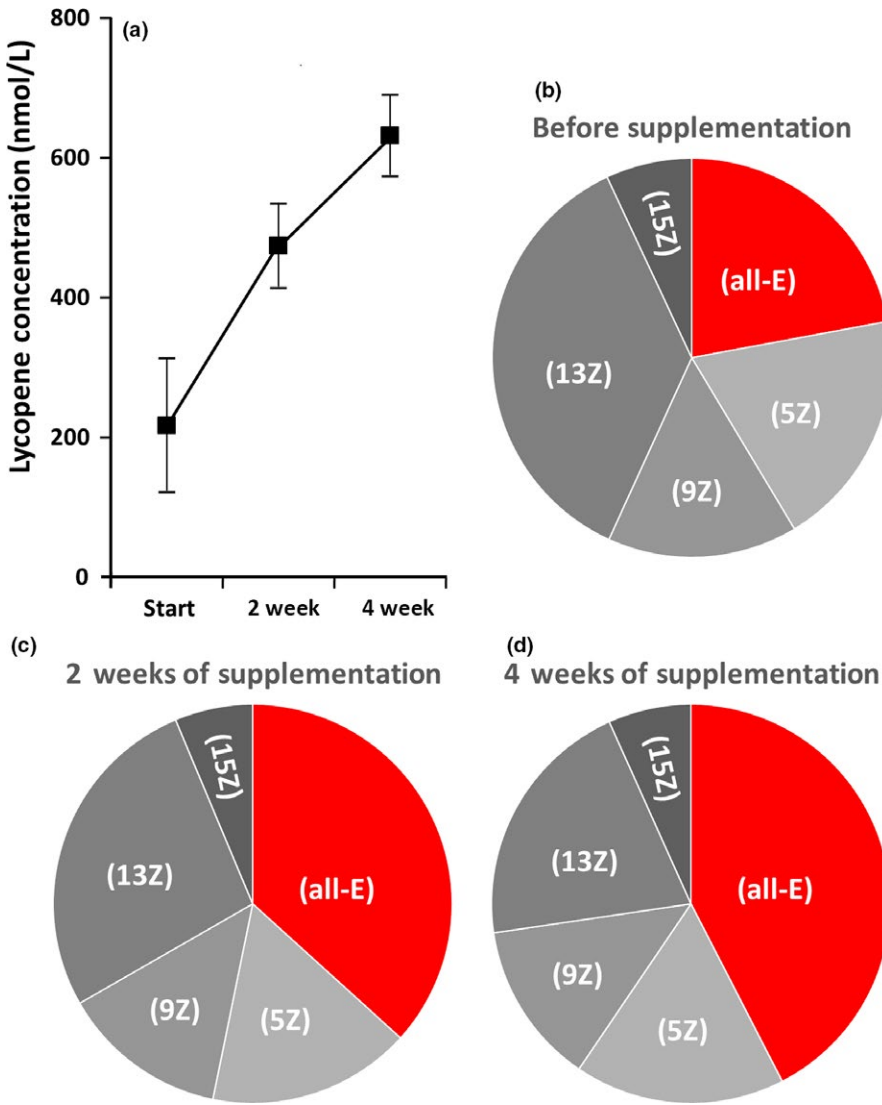 (a)
Lycopene concentration (nmol/L)
800
600
400
200
0
Start
2 week
4 week
(b)
Before supplementation
(15Z)
(all-E)
(13Z)
(5Z)
(9Z)
(c)
2 weeks of supplementation
(15Z)
(13Z)
(all-E)
(9Z)
(5Z)
(d)
4 weeks of supplementation
(15Z)
(13Z)
(all-E)
(9Z)
(5Z)